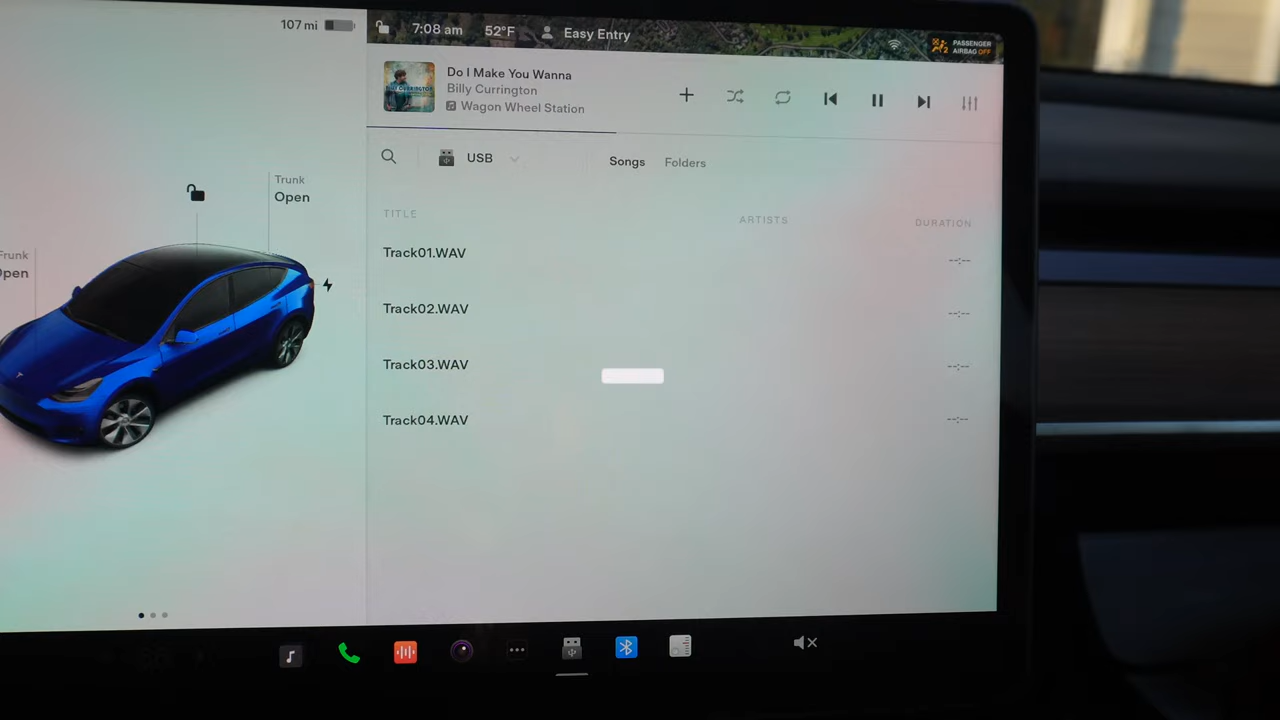 107 mi
7:08 am
52°F
Easy Entry
2
PASSENGER
AIRBAG OFF
Do I Make You Wanna
Billy Currington
Wagon Wheel Station
USB
Songs
Folders
TITLE
ARTISTS
DURATION
Track01.WAV
--:--
Track02.WAV
--:--
Track03.WAV
--:--
Track04.WAV
--:--
Trunk
Open
Frunk
Open